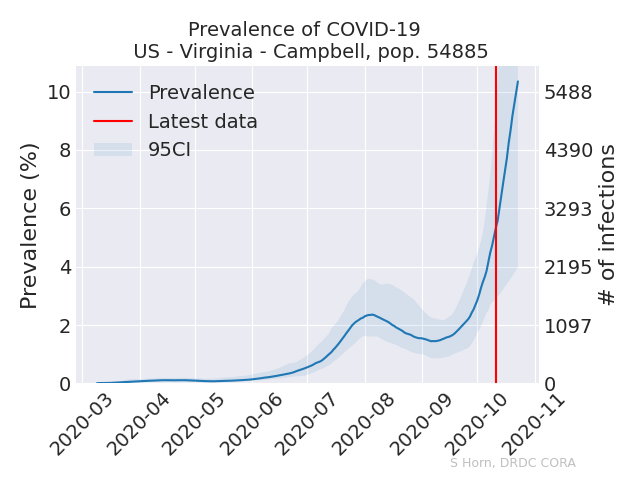 Prevalence of COVID-19
US - Virginia - Campbell, pop. 54885
Prevalence
Latest data
95CI
Prevalence (%)
10
8
6
4
2
0
5488
4390
3293
2195
1097
0
# of infections
2020-03
2020-04
2020-05
2020-06
2020-07
2020-08
2020-09
2020-10
2020-11
S Horn, DRDC CORA